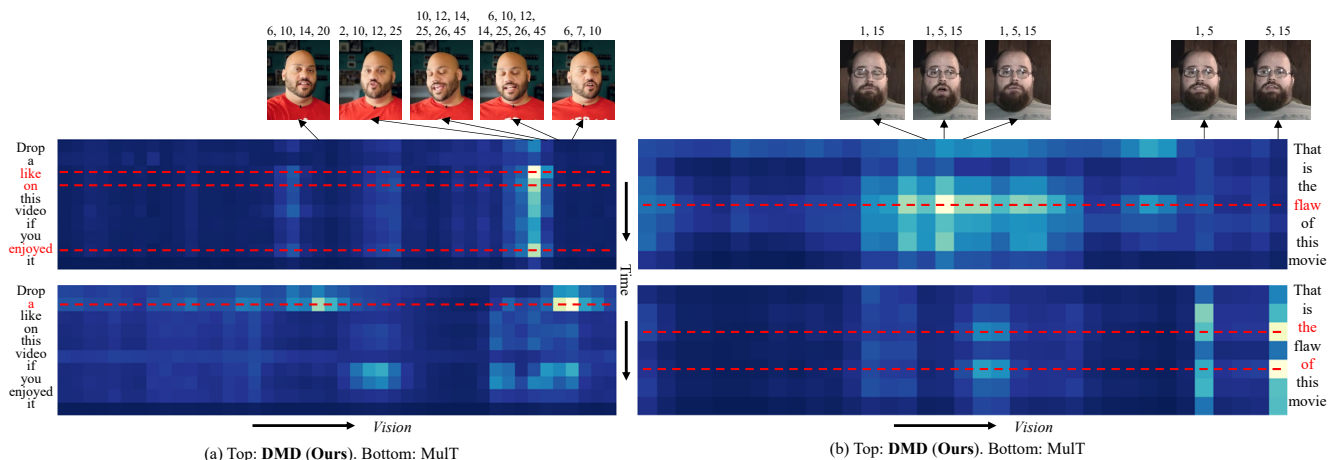 6, 10, 14, 20
2, 10, 12, 25
10, 12, 14,
25, 26, 45
6, 10, 12,
14, 25, 26, 45
6, 7, 10
Drop
a
like
on
this
video
if
you
enjoyed
it
Drop
a
like
on
this
video
if
you
enjoyed
it
Time
Vision
(a) Top: DMD (Ours). Bottom: MulT
1, 15
1, 5, 15
1, 5, 15
1, 5
5, 15
That
is
the
flaw
of
this
movie
That
is
the
flaw
of
this
movie
Vision
(b) Top: DMD (Ours). Bottom: MulT